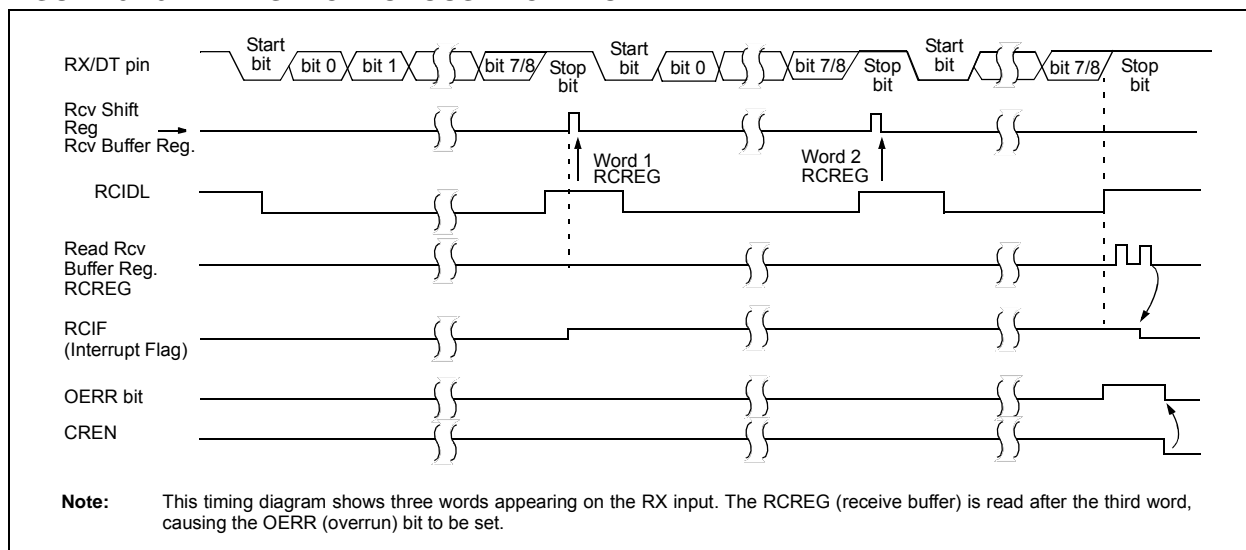 RX/DT pin
Start
bit
bit 0
bit 1
bit 7/8
Stop
bit
Start
bit
bit 0
bit 7/8
Stop
bit
Start
bit
bit 7/8
Stop
bit
Rcv Shift
Reg
Rcv Buffer Reg.
Word 1
RCREG
Word 2
RCREG
RCIDL
Read Rcv
Buffer Reg.
RCREG
RCIF
(Interrupt Flag)
OERR bit
CREN
Note: This timing diagram shows three words appearing on the RX input. The RCREG (receive buffer) is read after the third word,
causing the OERR (overrun) bit to be set.